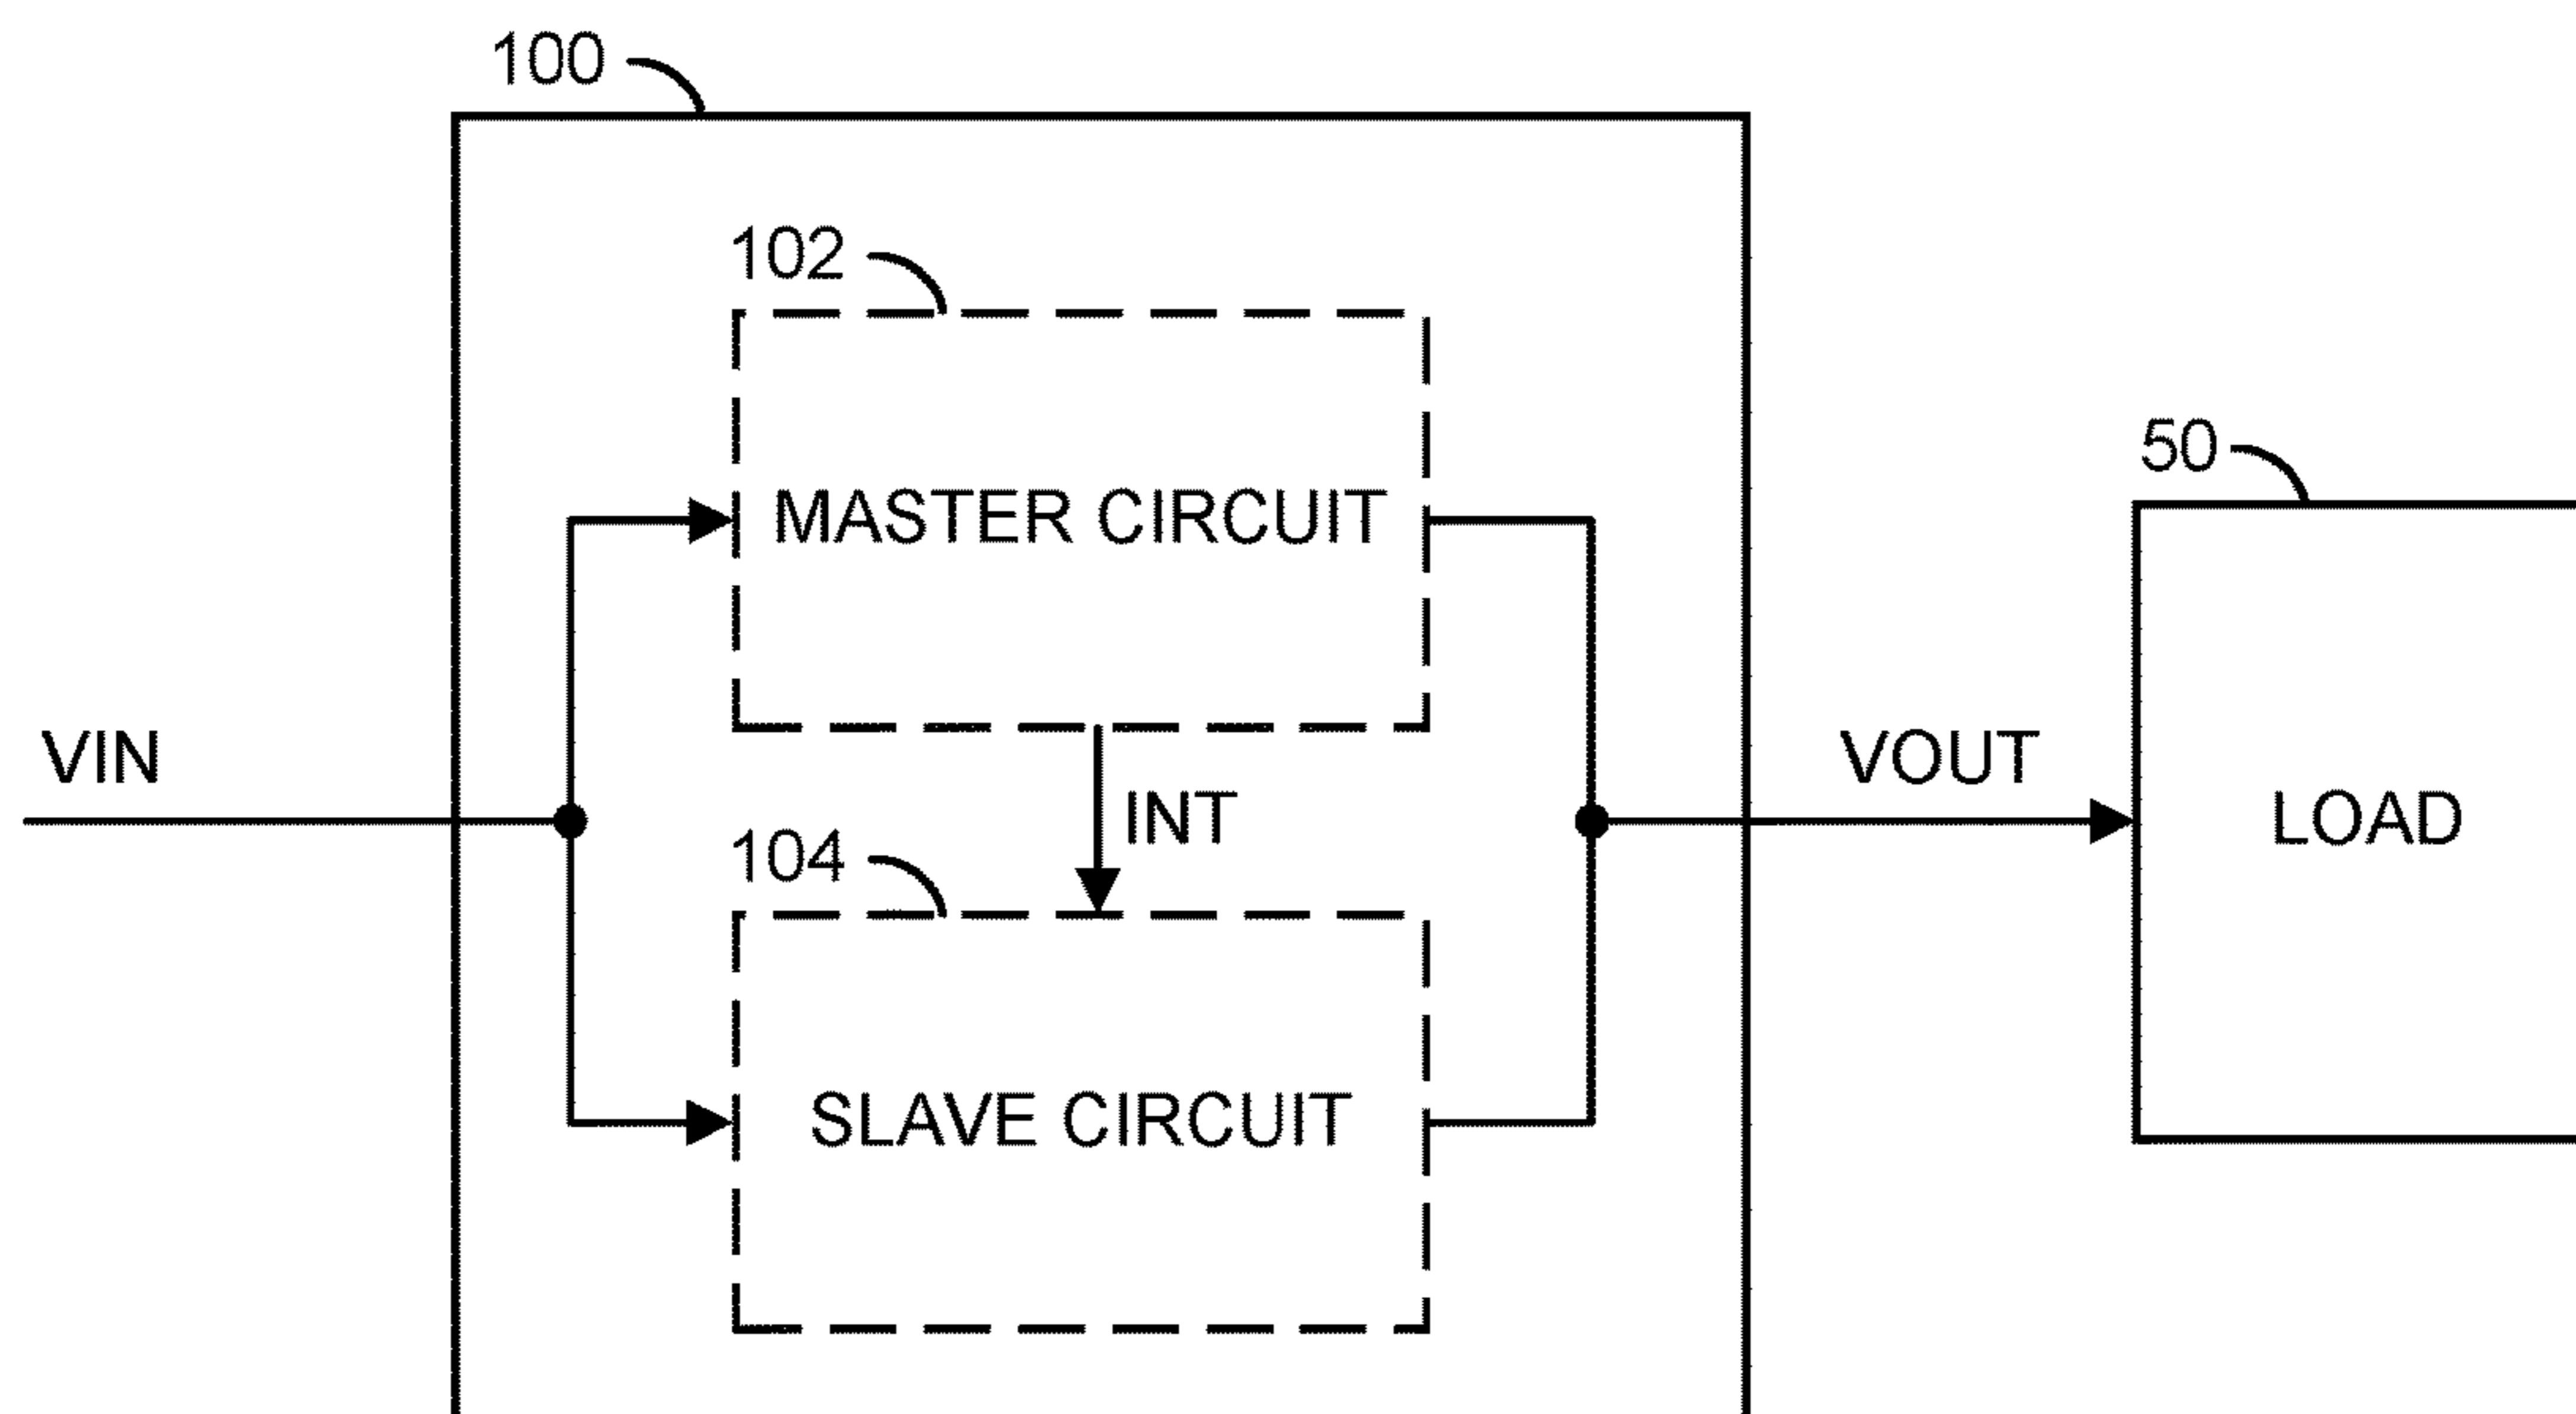 100
102
MASTER CIRCUIT
50
VIN
INT
VOUT
LOAD
104
SLAVE CIRCUIT